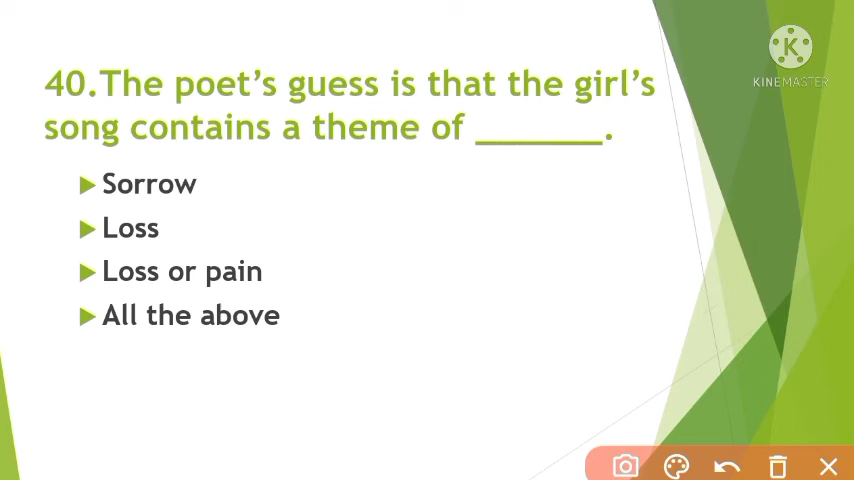 40.The poet's guess is that the girl's
song contains a theme of _______.
Sorrow
Loss
Loss or pain
All the above
K
KINEMASTER